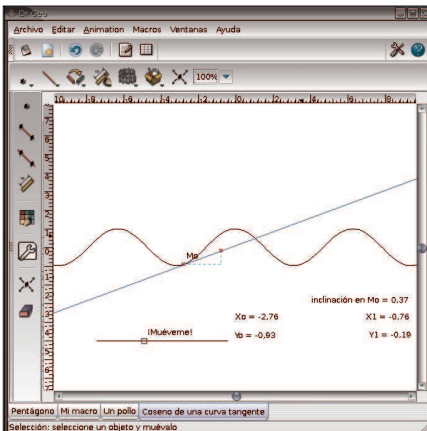 Dr. Geo
Archivo Editar Animation Macros Ventanas Ayuda
100%
Mo
inclinación en Mo = 0,37
Xo = -2,76 X1 = -0,76
¡Muéveme! Yo = -0,93 Y1 = -0,19
Pentágono Mi macro Un pollo Coseno de una curva tangente
Selección: seleccione un objeto y muévalo